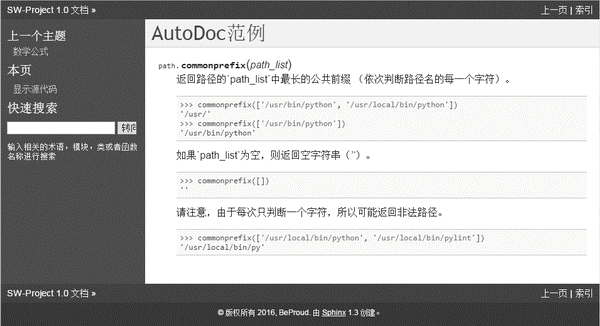 SW-Project 1.0 文档 »
上一页 | 索引
上一个主题
数学公式
本页
显示源代码
快速搜索
转向
输入相关的术语，模块，类或者函数
名称进行搜索
AutoDoc范例
path.commonprefix(path_list)
返回路径的`path_list`中最长的公共前缀 （依次判断路径名的每一个字符）。
>>> commonprefix(['/usr/bin/python', '/usr/local/bin/python'])
'/usr/'
>>> commonprefix(['/usr/bin/python'])
'/usr/bin/python'
如果`path_list`为空，则返回空字符串（''）。
>>> commonprefix([])
''
请注意，由于每次只判断一个字符，所以可能返回非法路径。
>>> commonprefix(['/usr/local/bin/python', '/usr/local/bin/pylint'])
'/usr/local/bin/py'
SW-Project 1.0 文档 »
上一页 | 索引
© 版权所有 2016, BeProud. 由 Sphinx 1.3 创建。